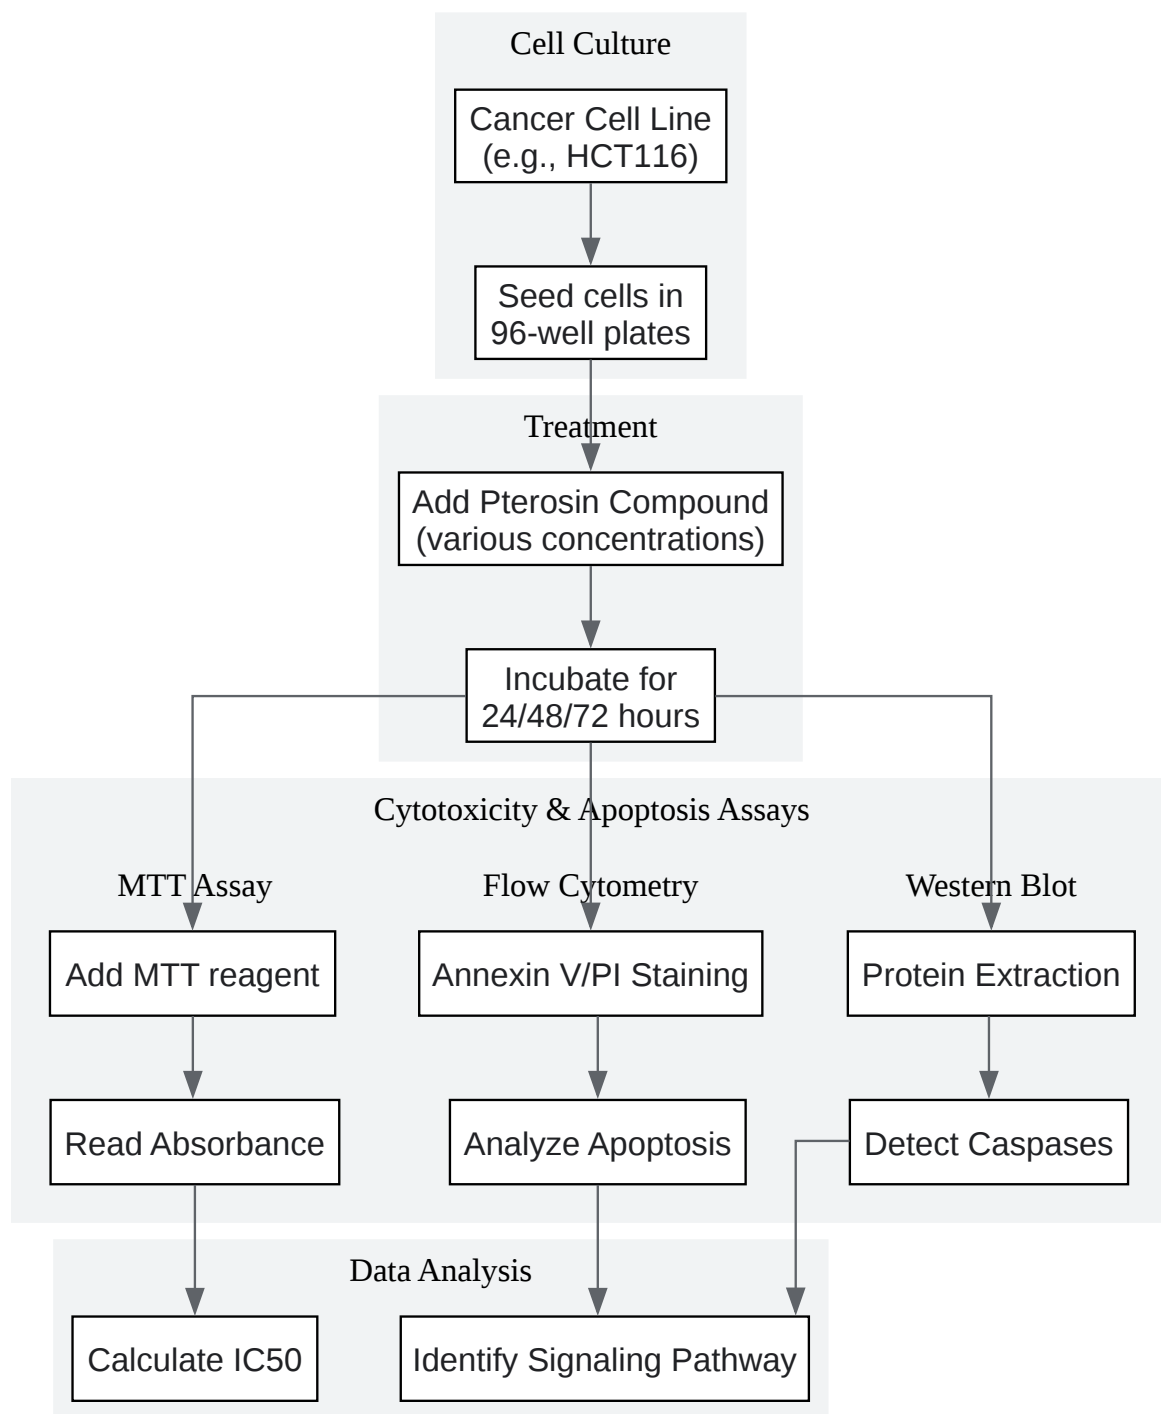 Cell Culture
Cancer Cell Line
(e.g., HCT116)
Seed cells in
96-well plates
Treatment
Add Pterosin Compound
(various concentrations)
Incubate for
24/48/72 hours
Cytotoxicity & Apoptosis Assays
MTT Assay
Flow Cytometry
Western Blot
Add MTT reagent
Annexin V/PI Staining
Protein Extraction
Read Absorbance
Analyze Apoptosis
Detect Caspases
Data Analysis
Calculate IC50
Identify Signaling Pathway